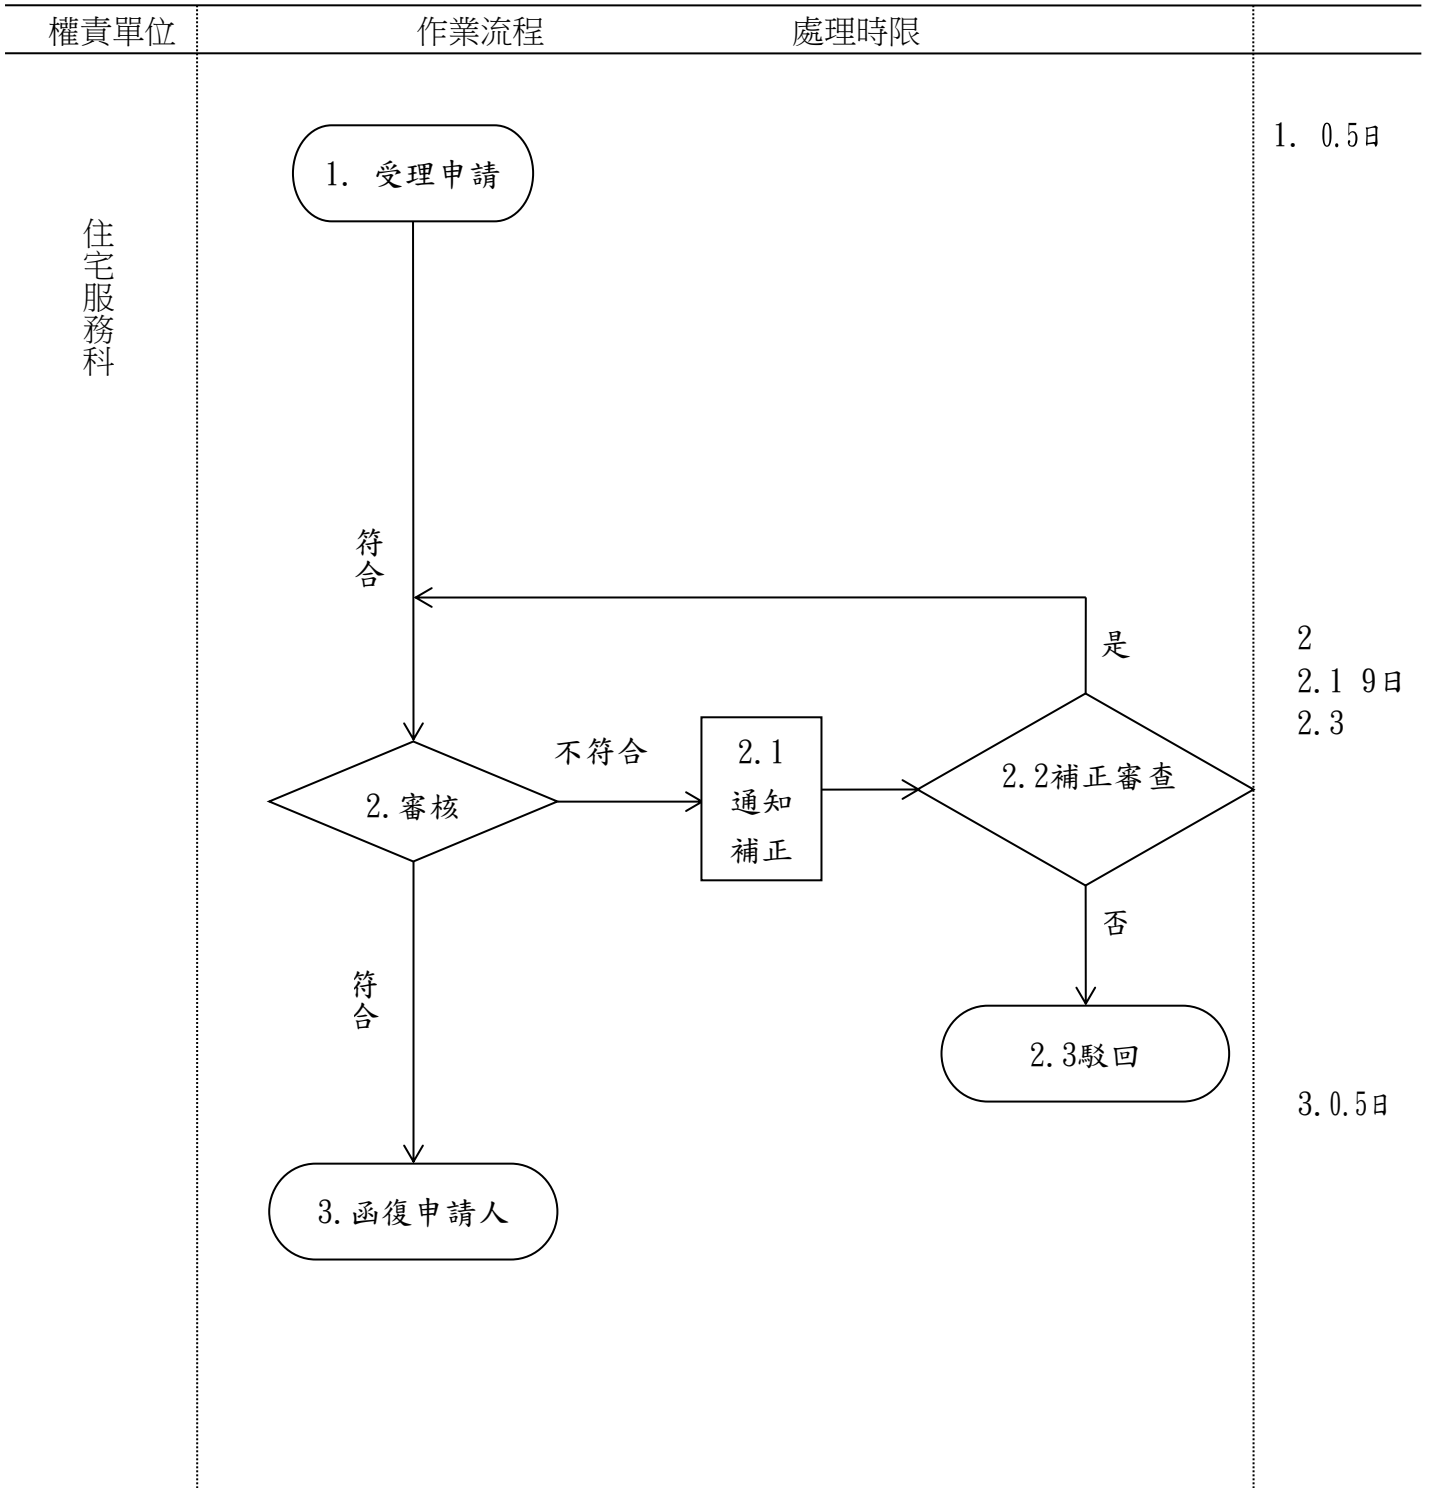 權責單位 作業流程 處理時限
1. 受理申請
1. 0.5日
住宅服務科
符合
是
2
2.1 9日
2.3
不符合
2.審核
2.1
通知
補正
2.2補正審查
否
符合
2.3駁回
3.0.5日
3.函復申請人